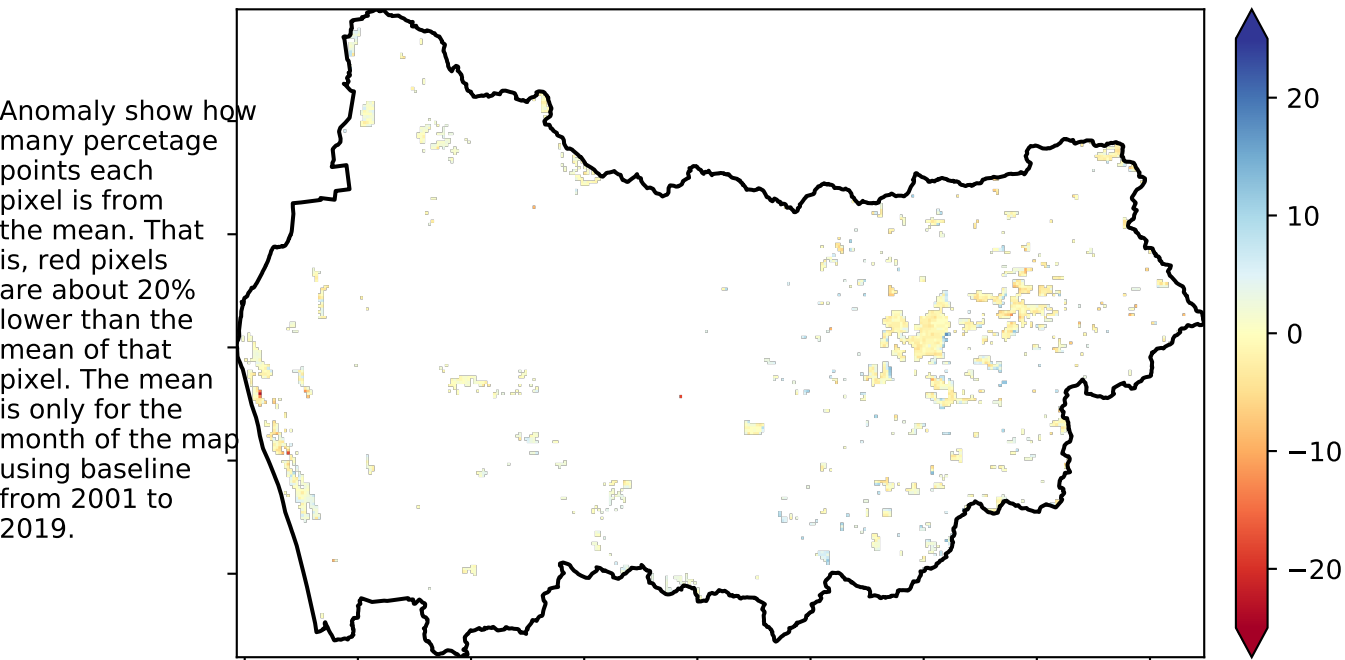 Anomaly show how
many percetage
points each
pixel is from
the mean. That
is, red pixels
are about 20%
lower than the
mean of that
pixel. The mean
is only for the
month of the map
using baseline
from 2001 to
2019.
20
10
0
−10
−20